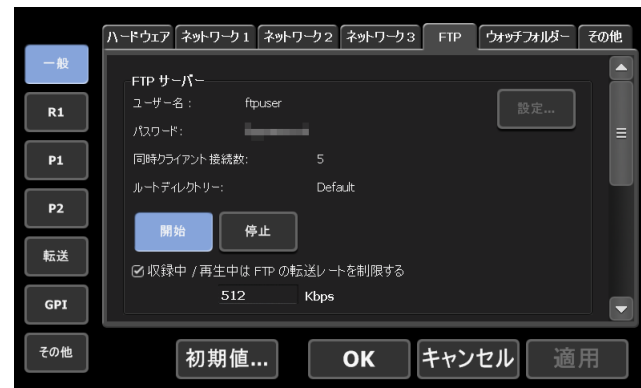 ハードウェア ネットワーク1 ネットワーク2 ネットワーク3 FTP ウォッチフォルダー その他
一般
R1
P1
P2
転送
GPI
その他
FTP サーバー
ユーザー名: ftpuser
設定...
パスワード:
同時クライアント接続数: 5
ルートディレクトリー: Default
開始 停止
収録中 / 再生中は FTP の転送レートを制限する
512 Kbps
初期値... OK キャンセル 適用